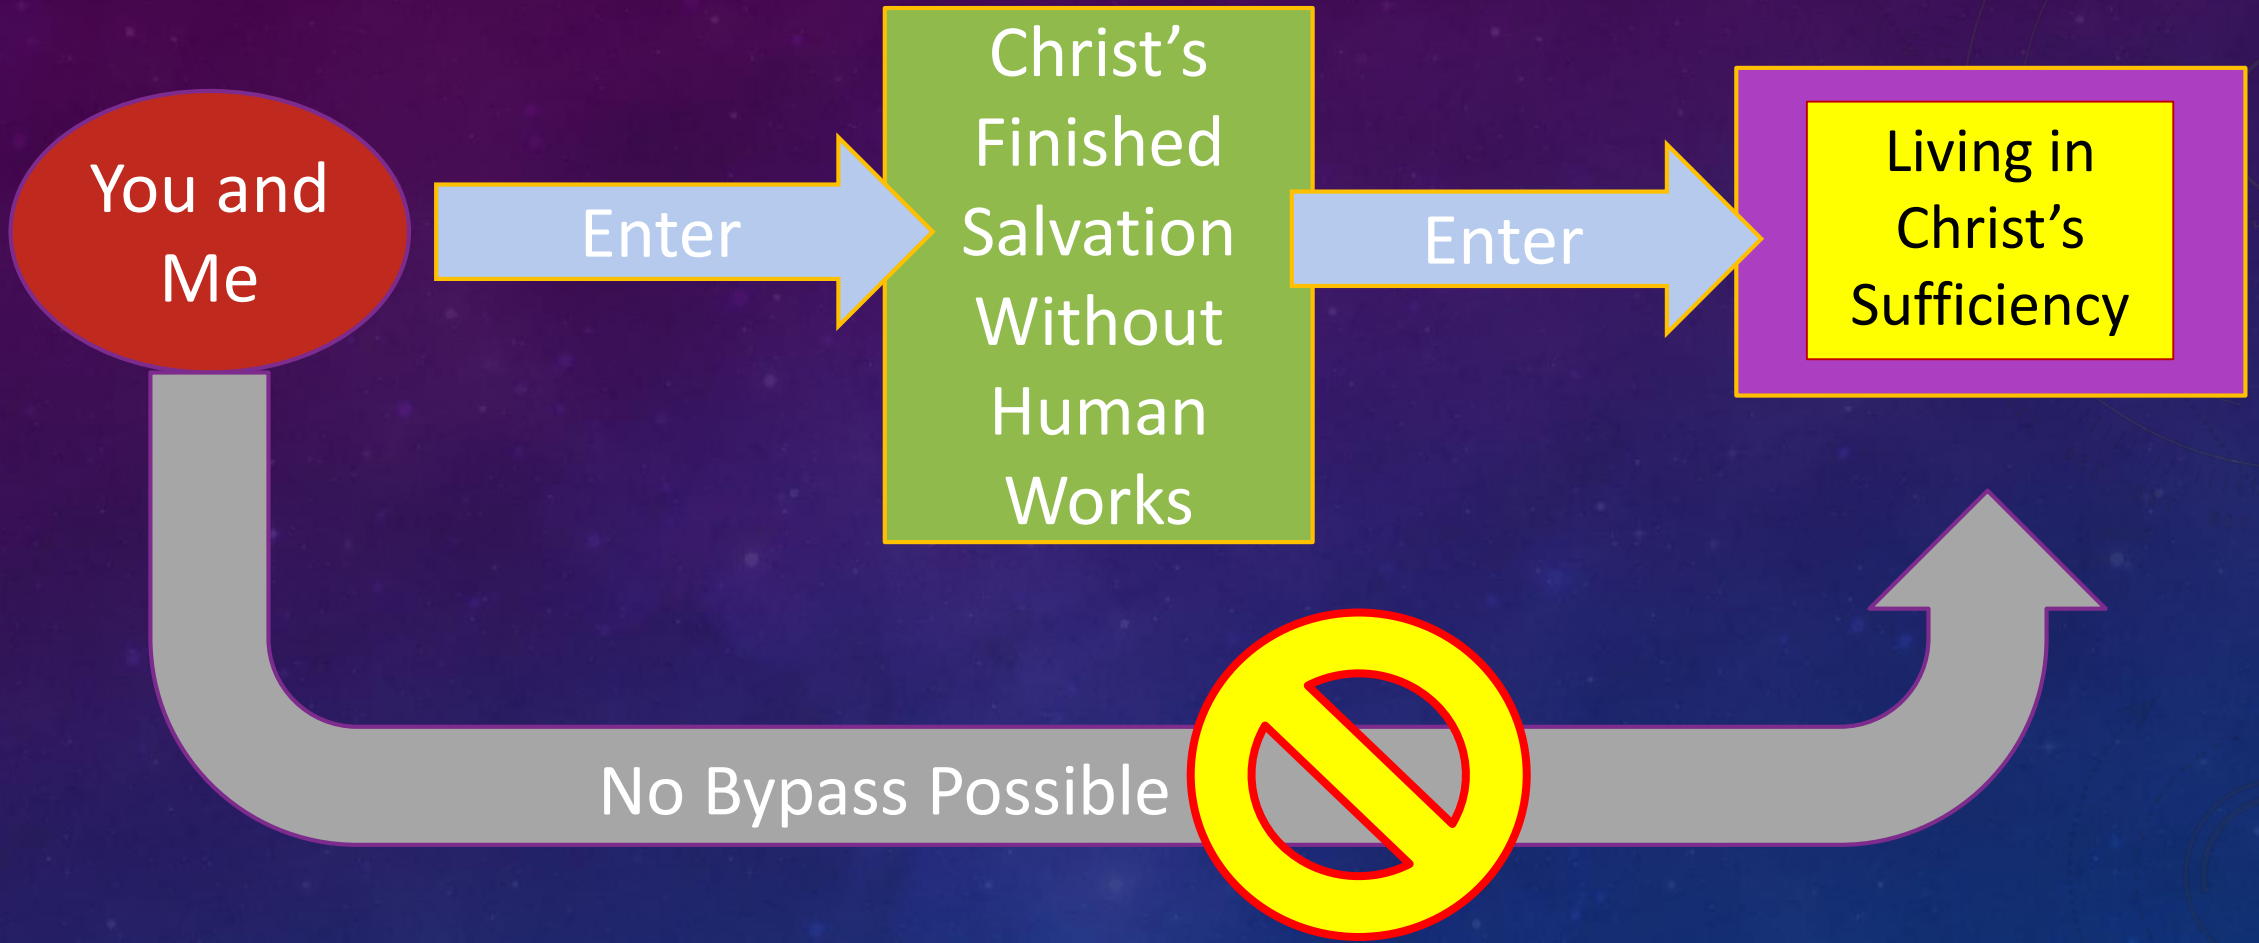 You and
Me
Enter
Christ’s
Finished
Salvation
Without
Human
Works
Enter
Living in
Christ’s
Sufficiency
No Bypass Possible